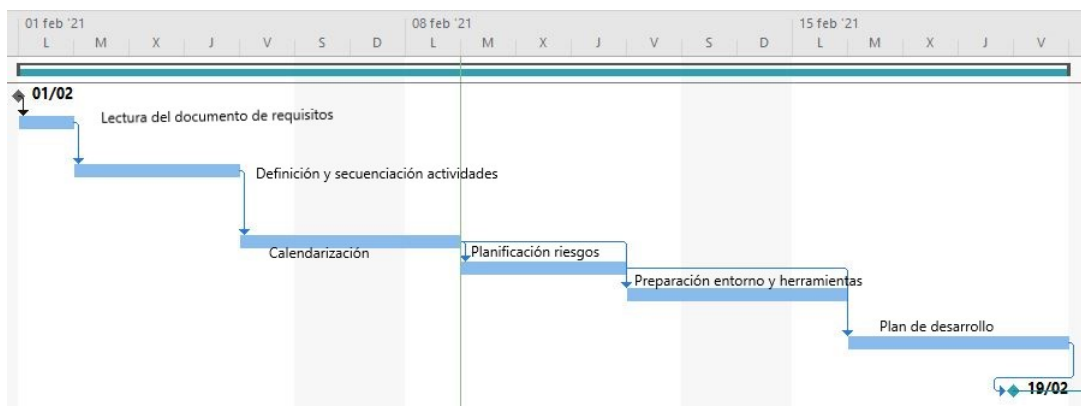 01 feb '21 08 feb '21 15 feb '21
L M X J V S D L M X J V S D L M X J V
01/02
Lectura del documento de requisitos
Definición y secuenciación actividades
Calendarización
Planificación riesgos
Preparación entorno y herramientas
Plan de desarrollo
19/02